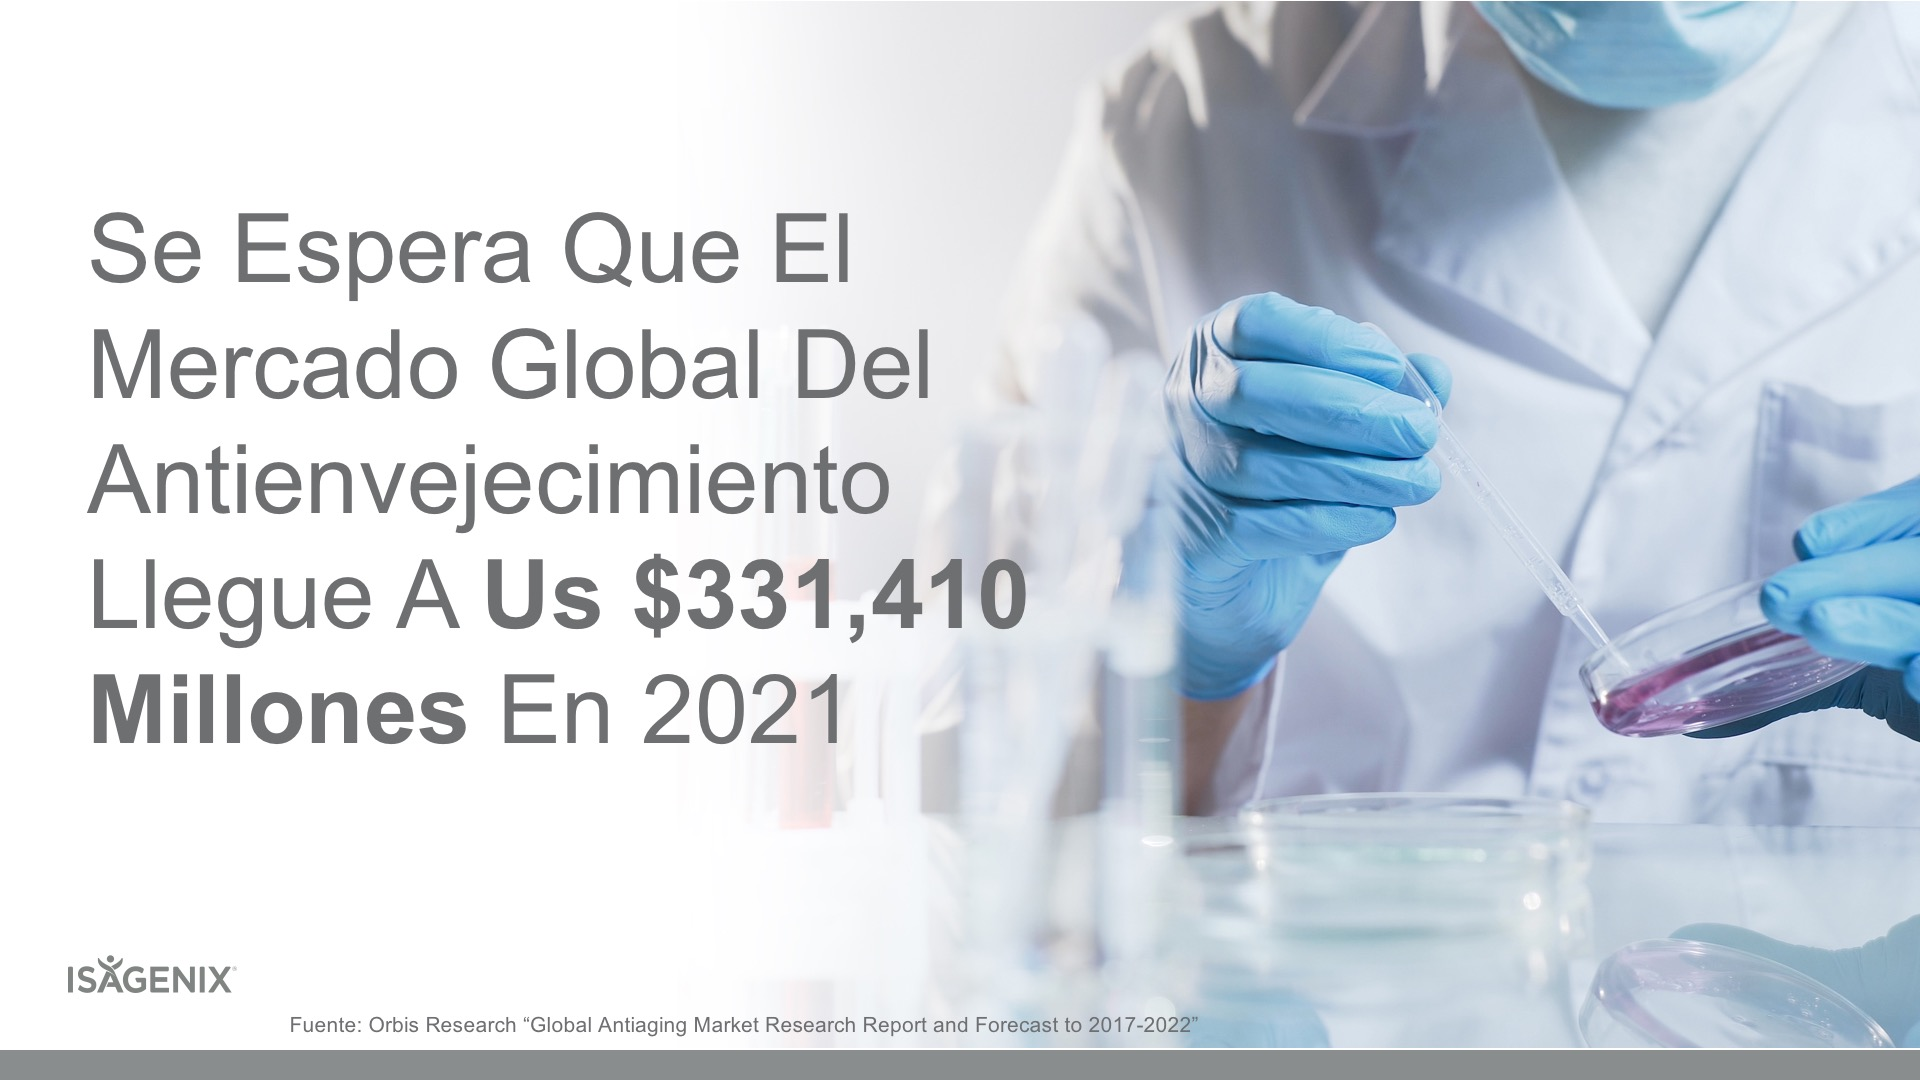 Se Espera Que El
Mercado Global Del
Antienvejecimiento
Llegue A Us $331,410
Millones En 2021
ISAGENIX®
Fuente: Orbis Research “Global Antiaging Market Research Report and Forecast to 2017-2022”